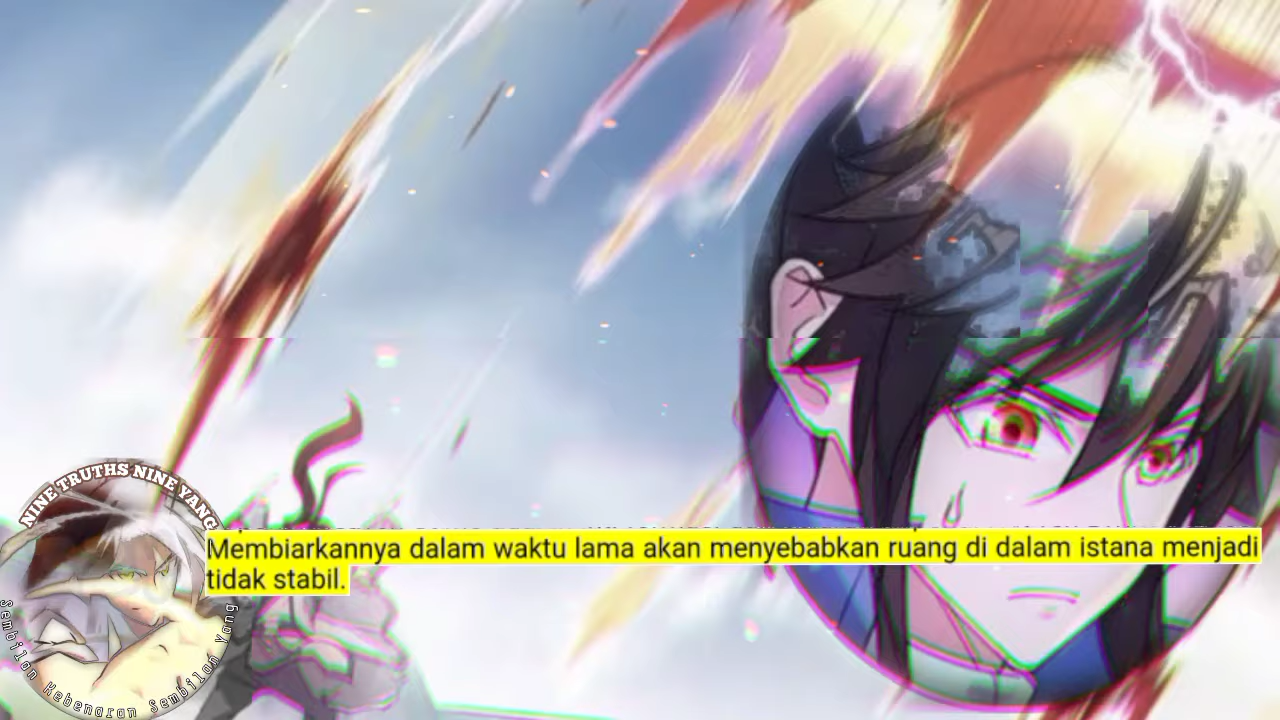 NINE TRUTHS NINE YANG
Membiarkannya dalam waktu lama akan menyebabkan ruang di dalam istana menjadi
tidak stabil.
Sembilan Kebenaran Sembilan Yang